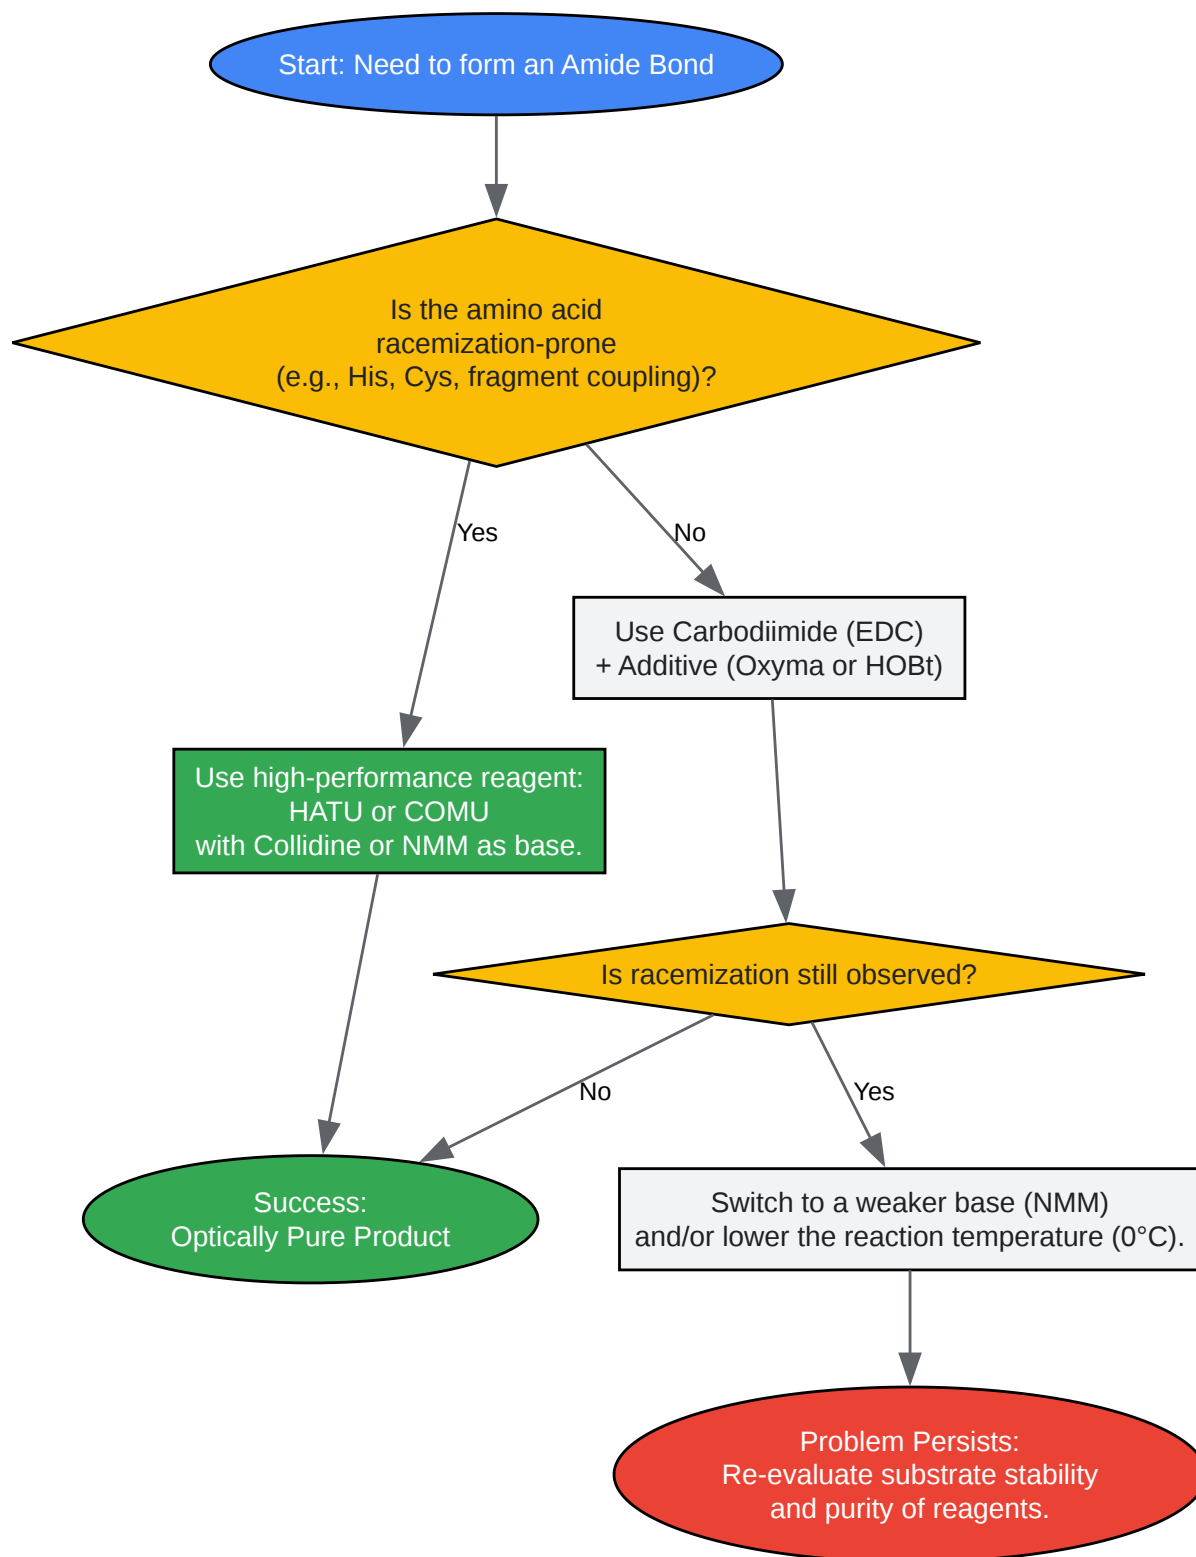 Start: Need to form an Amide Bond
Is the amino acid
racemization-prone
(e.g., His, Cys, fragment coupling)?
Yes
No
Use Carbodiimide (EDC)
+ Additive (Oxyma or HOBt)
Use high-performance reagent:
HATU or COMU
with Collidine or NMM as base.
Is racemization still observed?
No
Yes
Success:
Optically Pure Product
Switch to a weaker base (NMM)
and/or lower the reaction temperature (0°C).
Problem Persists:
Re-evaluate substrate stability
and purity of reagents.